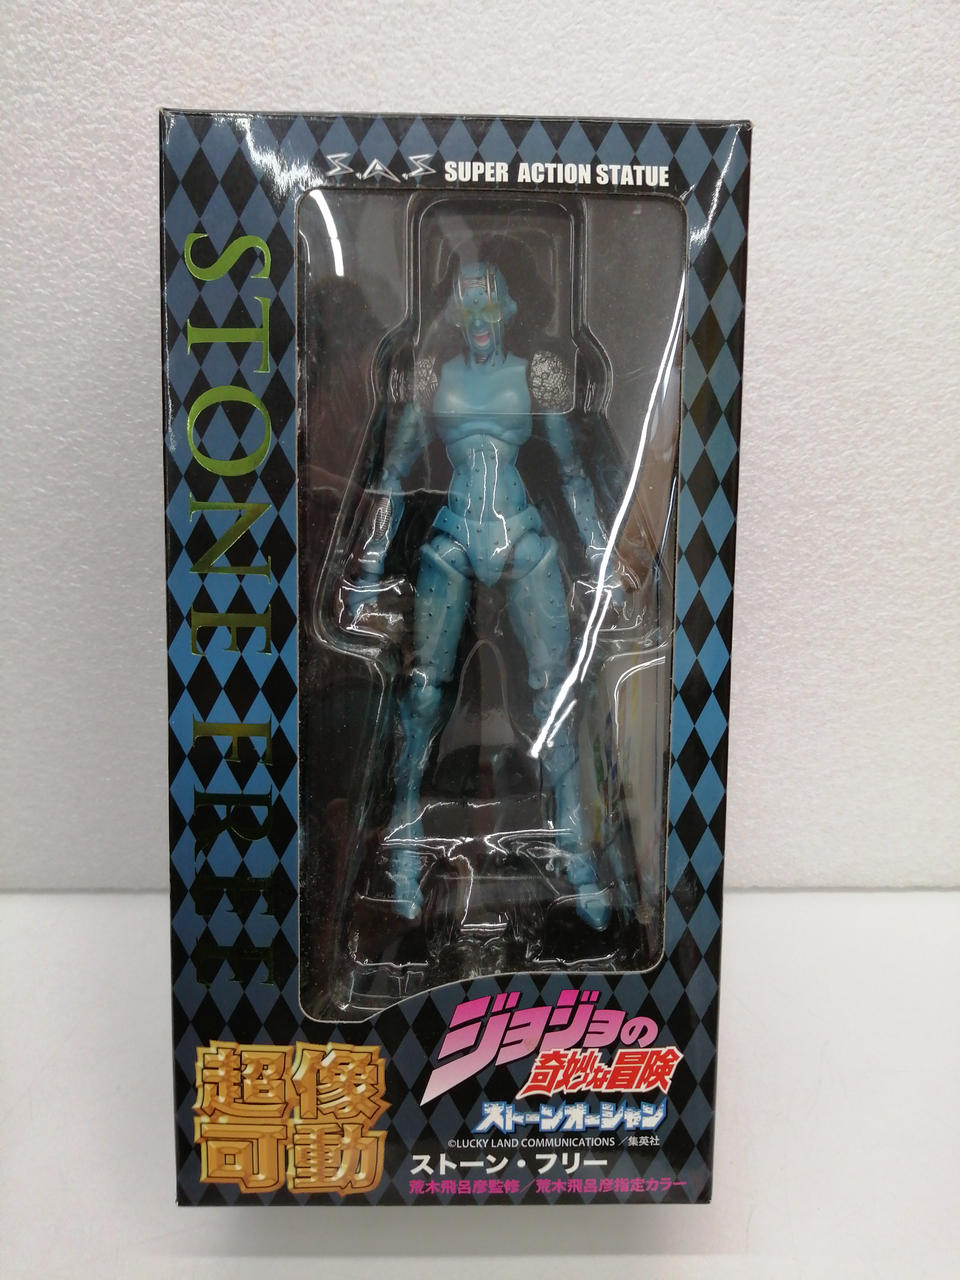 S.A.S SUPER ACTION STATUE
STONE FREE
超像
可動
ジョジョの
奇妙な冒険
ストーンオーシャン
©LUCKY LAND COMMUNICATIONS／集英社
ストーン・フリー
荒木飛呂彦監修／荒木飛呂彦指定カラー